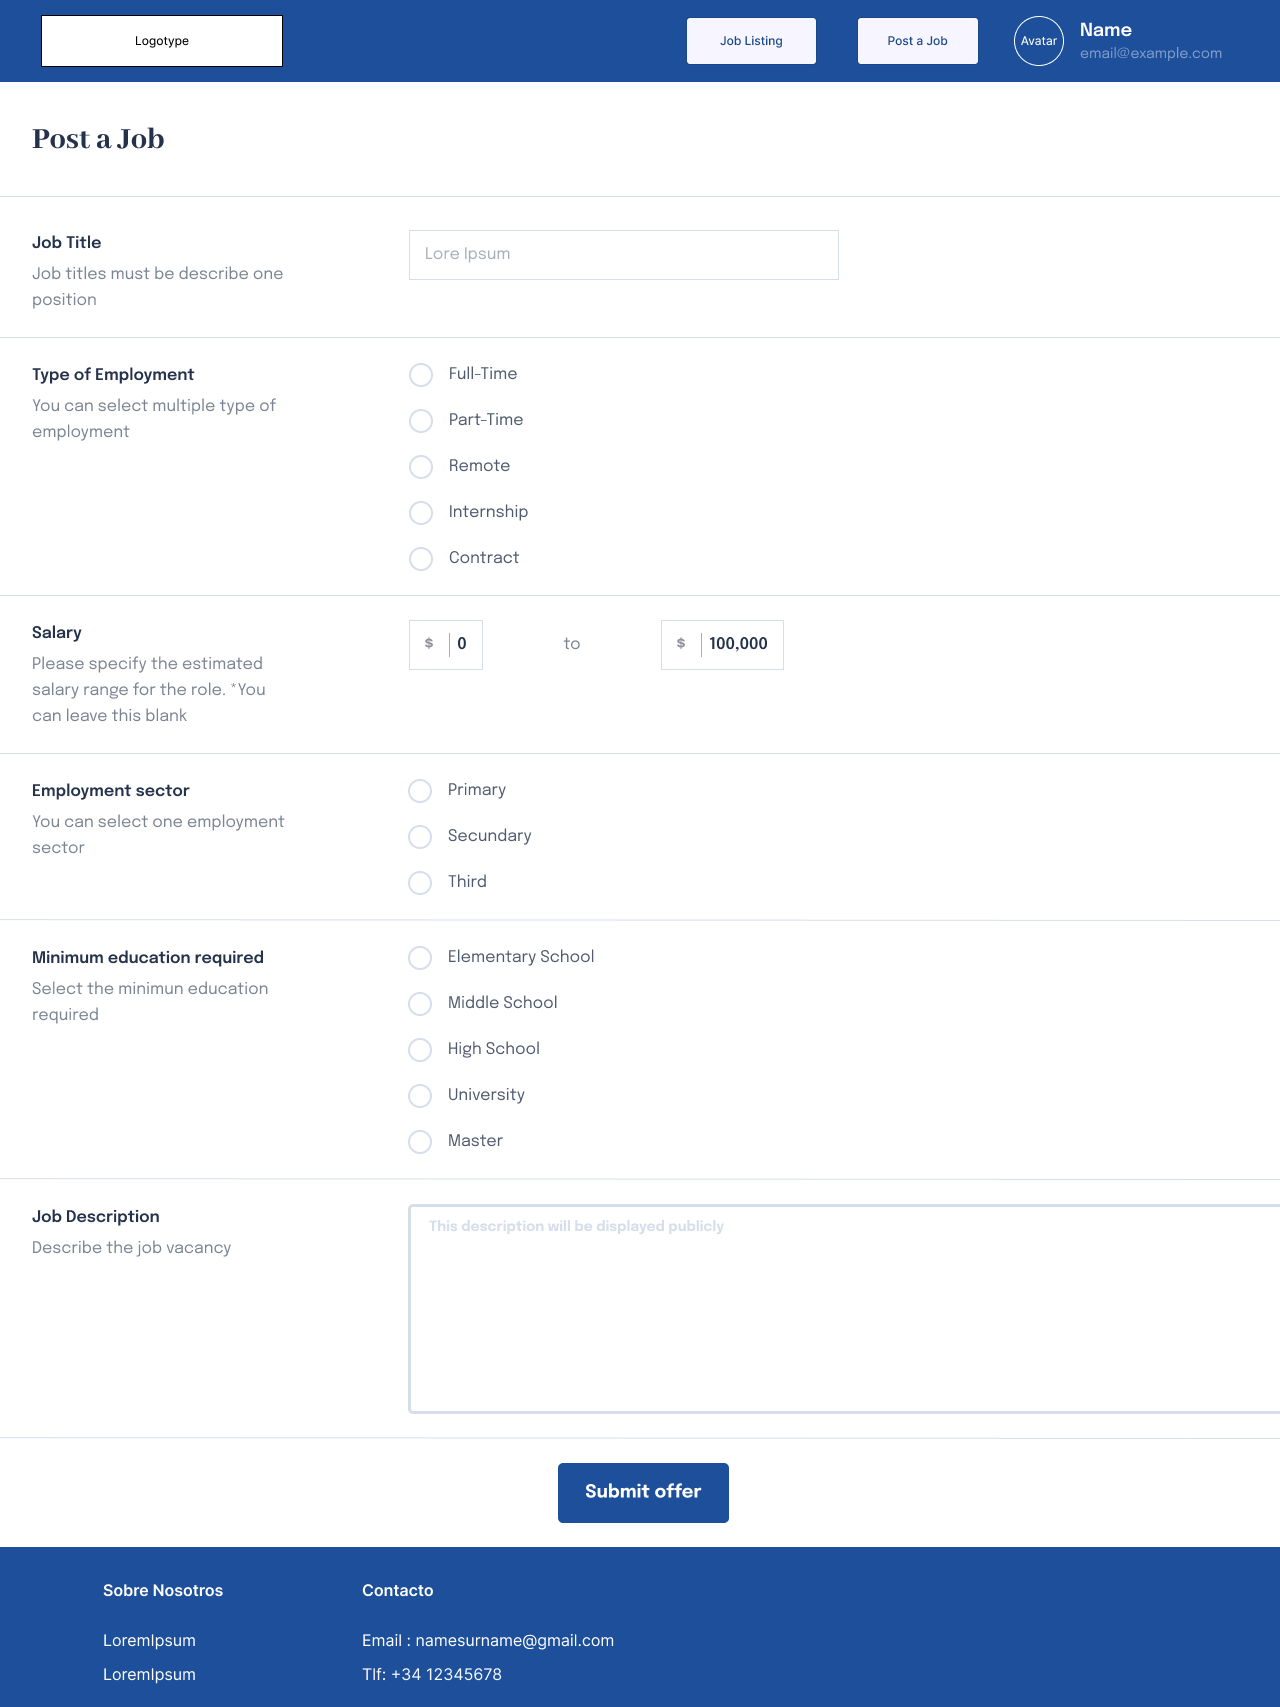 Logotype
Job Listing
Post a Job
Avatar
Name
email@example.com
Post a Job
Job Title
Job titles must be describe one
position
Lore Ipsum
Type of Employment
You can select multiple type of
employment
Full-Time
Part-Time
Remote
Internship
Contract
Salary
Please specify the estimated
salary range for the role. *You
can leave this blank
$ 0
to
$ 100,000
Employment sector
You can select one employment
sector
Primary
Secundary
Third
Minimum education required
Select the minimun education
required
Elementary School
Middle School
High School
University
Master
Job Description
Describe the job vacancy
This description will be displayed publicly
Submit offer
Sobre Nosotros
LoremIpsum
LoremIpsum
Contacto
Email : namesurname@gmail.com
Tlf: +34 12345678